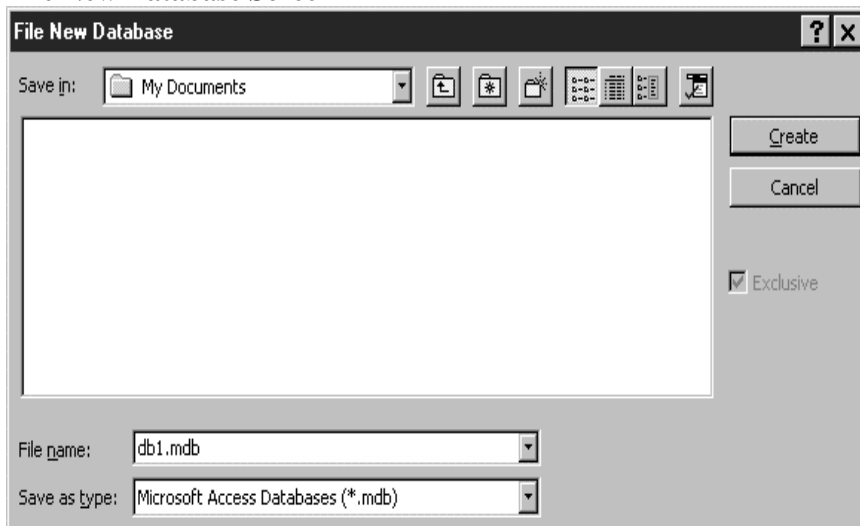 File New Database
Save in: My Documents
Create
Cancel
Exclusive
File name: db1.mdb
Save as type: Microsoft Access Databases (*.mdb)